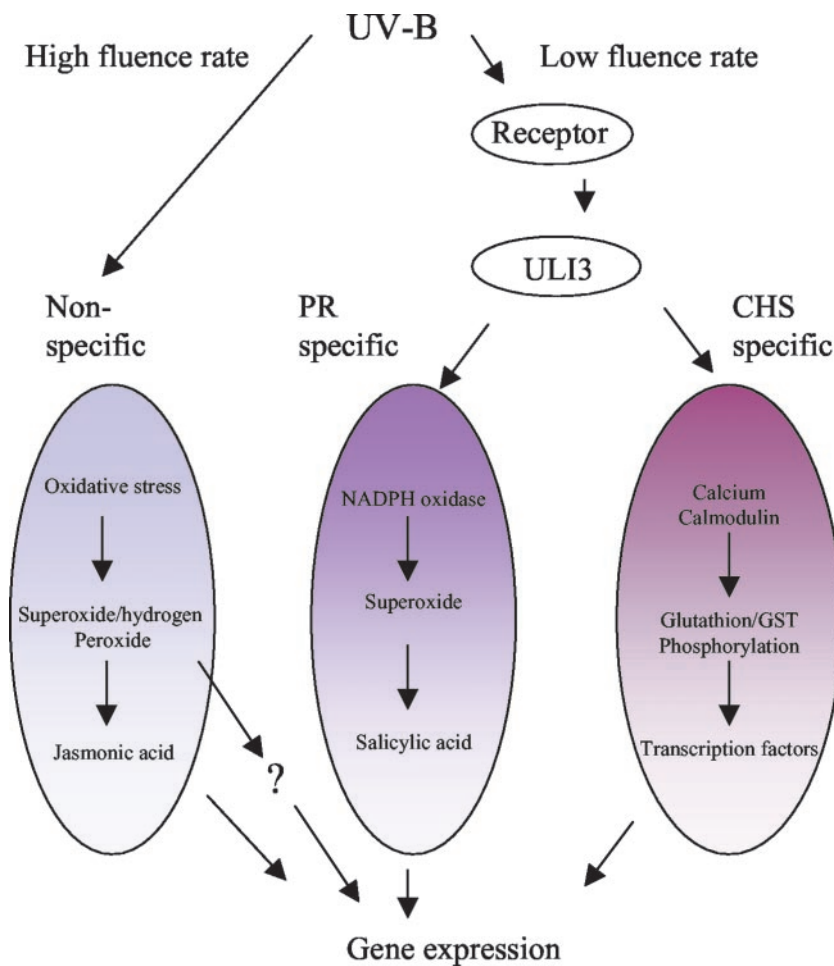 UV-B
High fluence rate
Low fluence rate
Receptor
ULI3
Non-
specific
PR
specific
CHS
specific
Oxidative stress
Superoxide/hydrogen
Peroxide
Jasmonic acid
?
NADPH oxidase
Superoxide
Salicylic acid
Calcium
Calmodulin
Glutathion/GST
Phosphorylation
Transcription factors
Gene expression